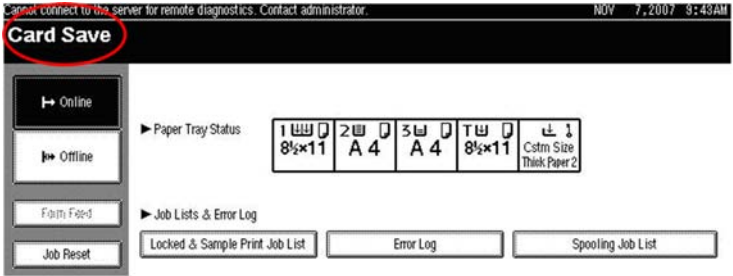 Cannot connect to the server for remote diagnostics. Contact administrator. NOV 7,2007 9:43AM
Card Save
Online
Offline
Form Feed
Job Reset
► Paper Tray Status
1 8½×11
2 A 4
3 A 4
T 8½×11
Cstm Size
Thick Paper 2
► Job Lists & Error Log
Locked & Sample Print Job List Error Log Spooling Job List